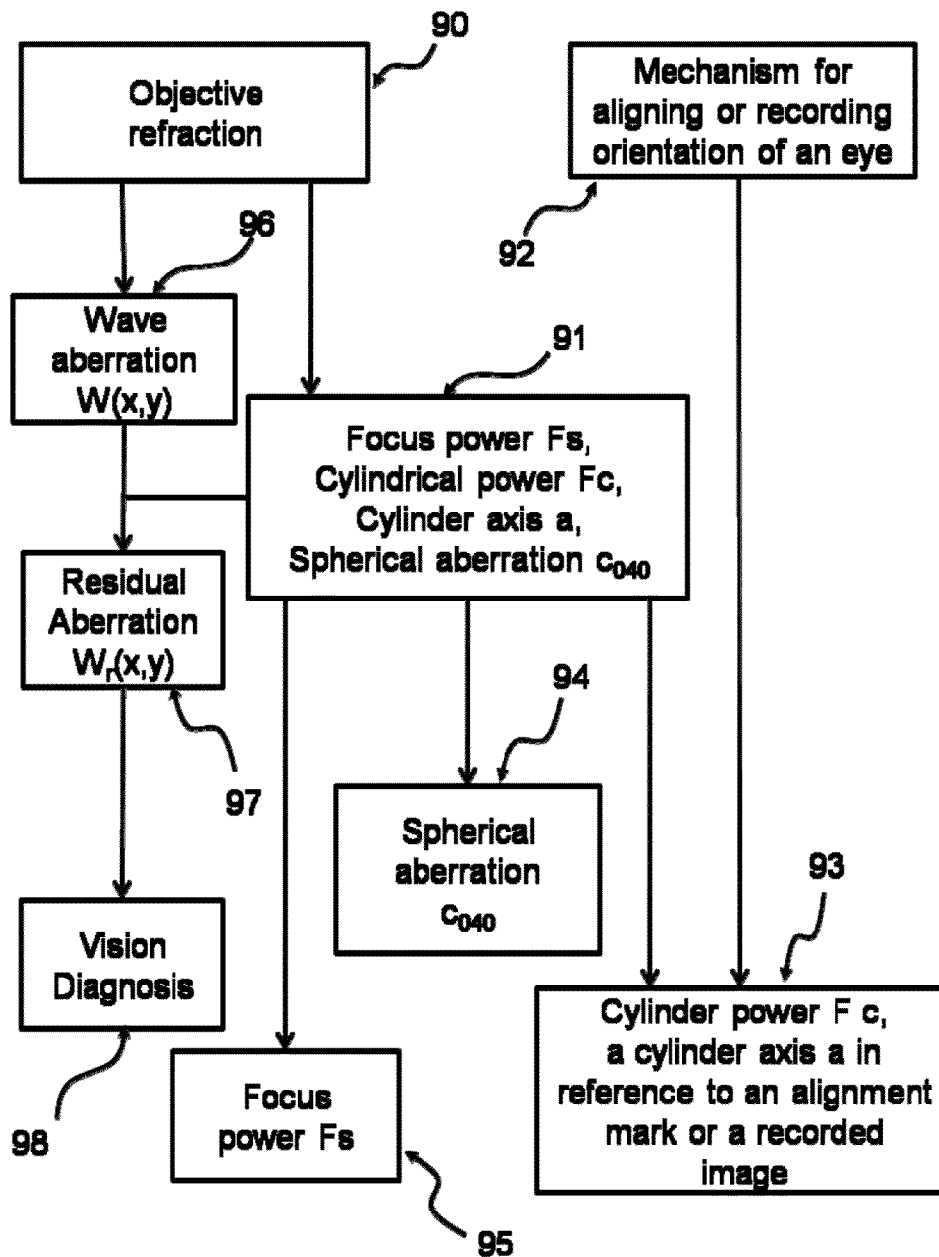 90
Objective
refraction
Mechanism for
aligning or recording
orientation of an eye
92
96
Wave
aberration
W(x,y)
91
Focus power Fs,
Cylindrical power Fc,
Cylinder axis a,
Spherical aberration c₀₄₀
Residual
Aberration
Wᵣ(x,y)
97
94
Spherical
aberration
c₀₄₀
93
Vision
Diagnosis
98
Focus
power Fs
95
Cylinder power F c,
a cylinder axis a in
reference to an alignment
mark or a recorded
image